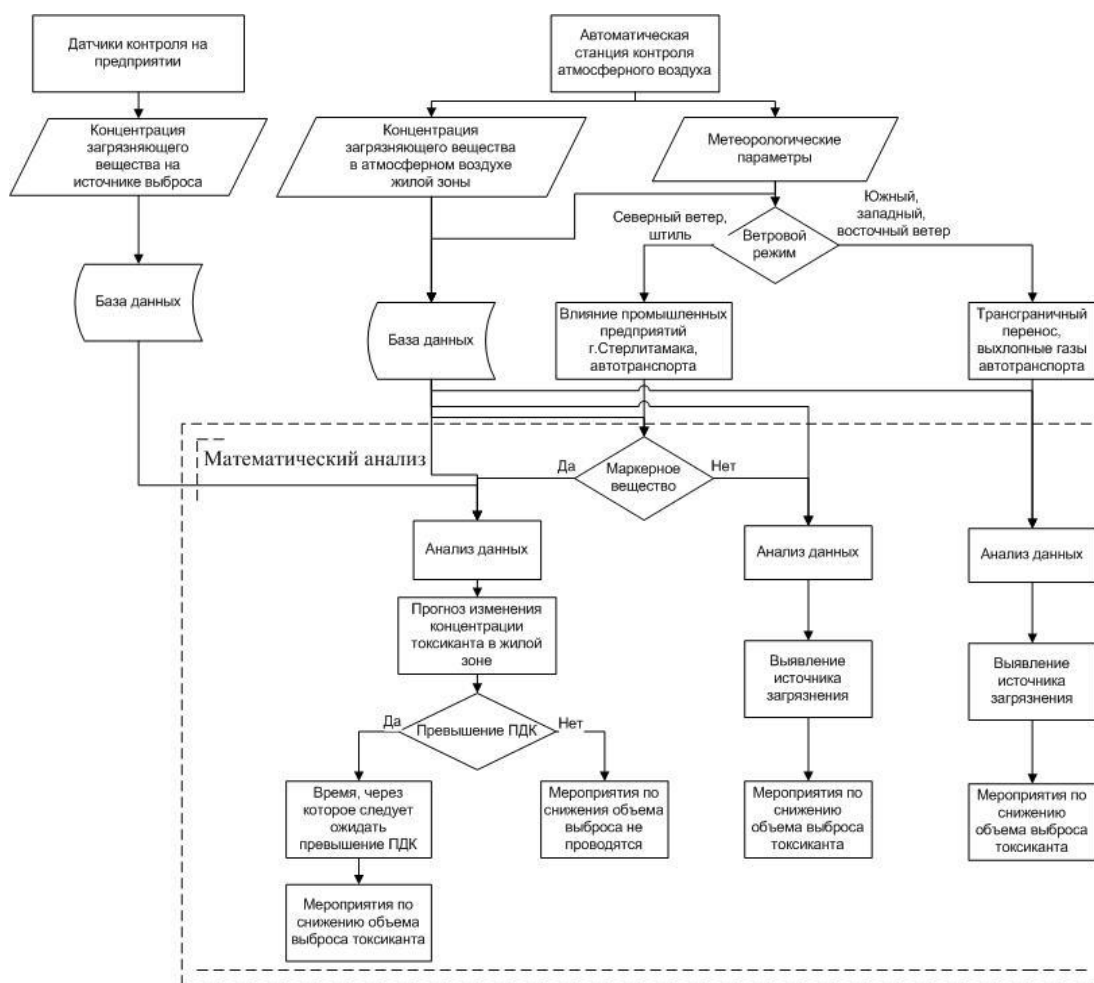 Датчики контроля на
предприятии
Автоматическая
станция контроля
атмосферного воздуха
Концентрация
загрязняющего
вещества на
источнике выброса
Концентрация
загрязняющего вещества
в атмосферном воздухе
жилой зоны
Метеорологические
параметры
Северный ветер,
штиль
Ветровой
режим
Южный,
западный,
восточный ветер
База данных
База данных
Влияние промышленных
предприятий
г.Стерлитамака,
автотранспорта
Трансграничный
перенос,
выхлопные газы
автотранспорта
Математический анализ
Да
Маркерное
вещество
Нет
Анализ данных
Анализ данных
Анализ данных
Прогноз изменения
концентрации
токсиканта в жилой
зоне
Выявление
источника
загрязнения
Выявление
источника
загрязнения
Да
Превышение ПДК
Нет
Время, через
которое следует
ожидать
превышение ПДК
Мероприятия по
снижения объема
выброса не
проводятся
Мероприятия по
снижению
объема выброса
токсиканта
Мероприятия по
снижению
объема выброса
токсиканта
Мероприятия по
снижению объема
выброса токсиканта